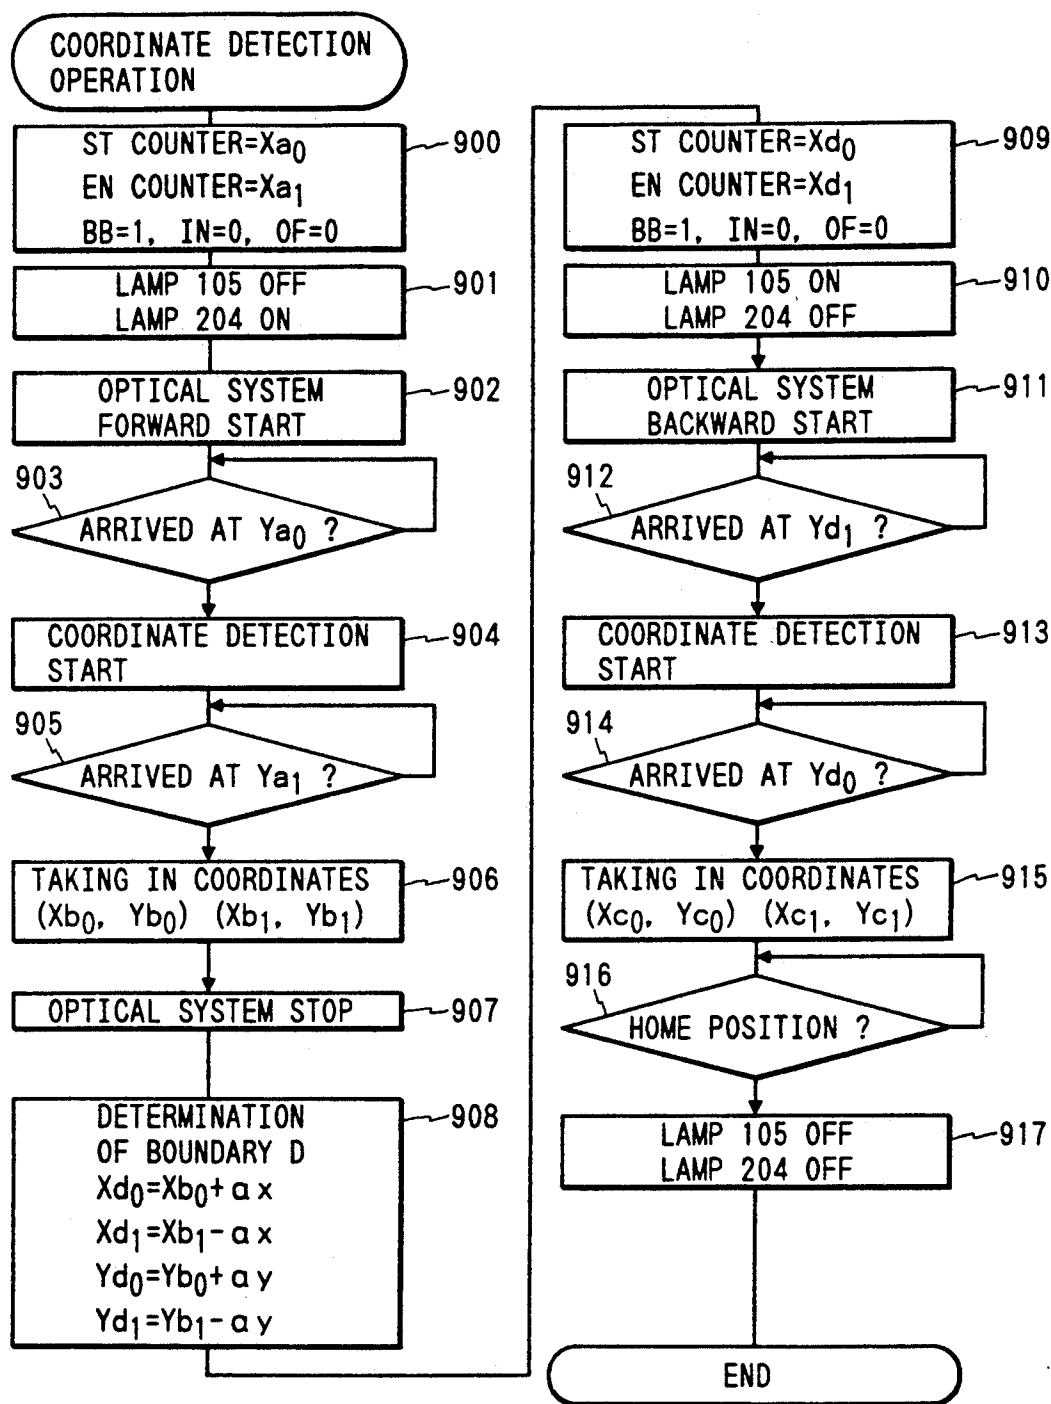 COORDINATE DETECTION
OPERATION
ST COUNTER=Xa0
EN COUNTER=Xa1
BB=1, IN=0, OF=0
900
LAMP 105 OFF
LAMP 204 ON
901
OPTICAL SYSTEM
FORWARD START
902
903
ARRIVED AT Ya0 ?
COORDINATE DETECTION
START
904
905
ARRIVED AT Ya1 ?
TAKING IN COORDINATES
(Xb0, Yb0) (Xb1, Yb1)
906
OPTICAL SYSTEM STOP
907
DETERMINATION
OF BOUNDARY D
Xd0=Xb0+αx
Xd1=Xb1-αx
Yd0=Yb0+αy
Yd1=Yb1-αy
908
ST COUNTER=Xd0
EN COUNTER=Xd1
BB=1, IN=0, OF=0
909
LAMP 105 ON
LAMP 204 OFF
910
OPTICAL SYSTEM
BACKWARD START
911
912
ARRIVED AT Yd1 ?
COORDINATE DETECTION
START
913
914
ARRIVED AT Yd0 ?
TAKING IN COORDINATES
(Xc0, Yc0) (Xc1, Yc1)
915
916
HOME POSITION ?
LAMP 105 OFF
LAMP 204 OFF
917
END